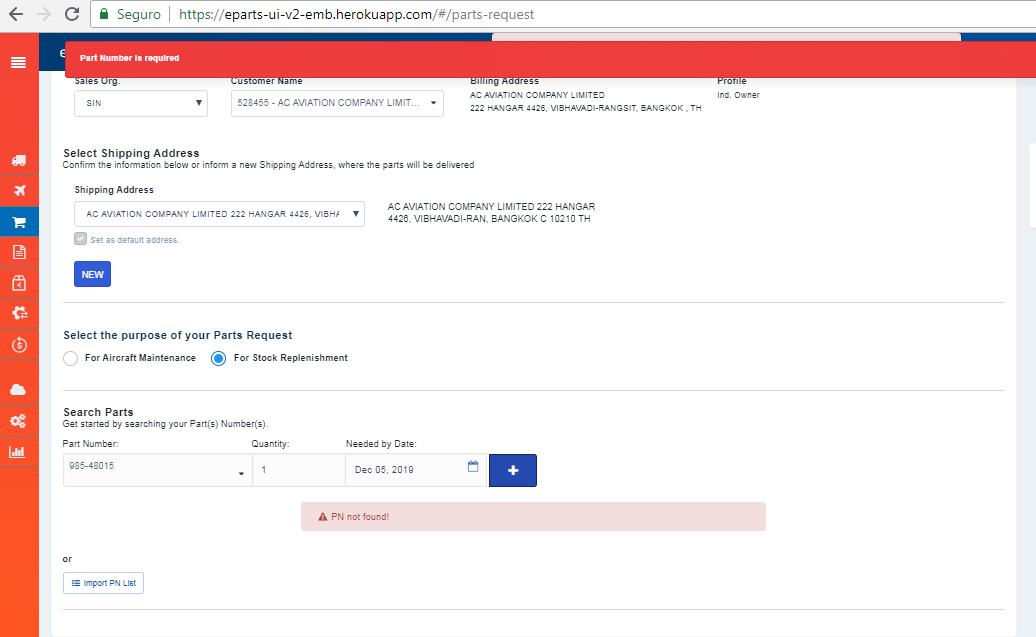 Seguro https://eparts-ui-v2-emb.herokuapp.com/#/parts-request
e
Part Number is required
Sales Org. Customer Name Billing Address Profile
SIN 528455 - AC AVIATION COMPANY LIMIT... AC AVIATION COMPANY LIMITED Ind. Owner
222 HANGAR 4426, VIBHAVADI-RANGSIT, BANGKOK , TH
Select Shipping Address
Confirm the information below or inform a new Shipping Address, where the parts will be delivered
Shipping Address
AC AVIATION COMPANY LIMITED 222 HANGAR 4426, VIBHA AC AVIATION COMPANY LIMITED 222 HANGAR
4426, VIBHAVADI-RAN, BANGKOK C 10210 TH
Set as default address.
NEW
Select the purpose of your Parts Request
For Aircraft Maintenance For Stock Replenishment
Search Parts
Get started by searching your Part(s) Number(s).
Part Number: Quantity: Needed by Date:
985-48015 1 Dec 05, 2019 +
PN not found!
or
Import PN List